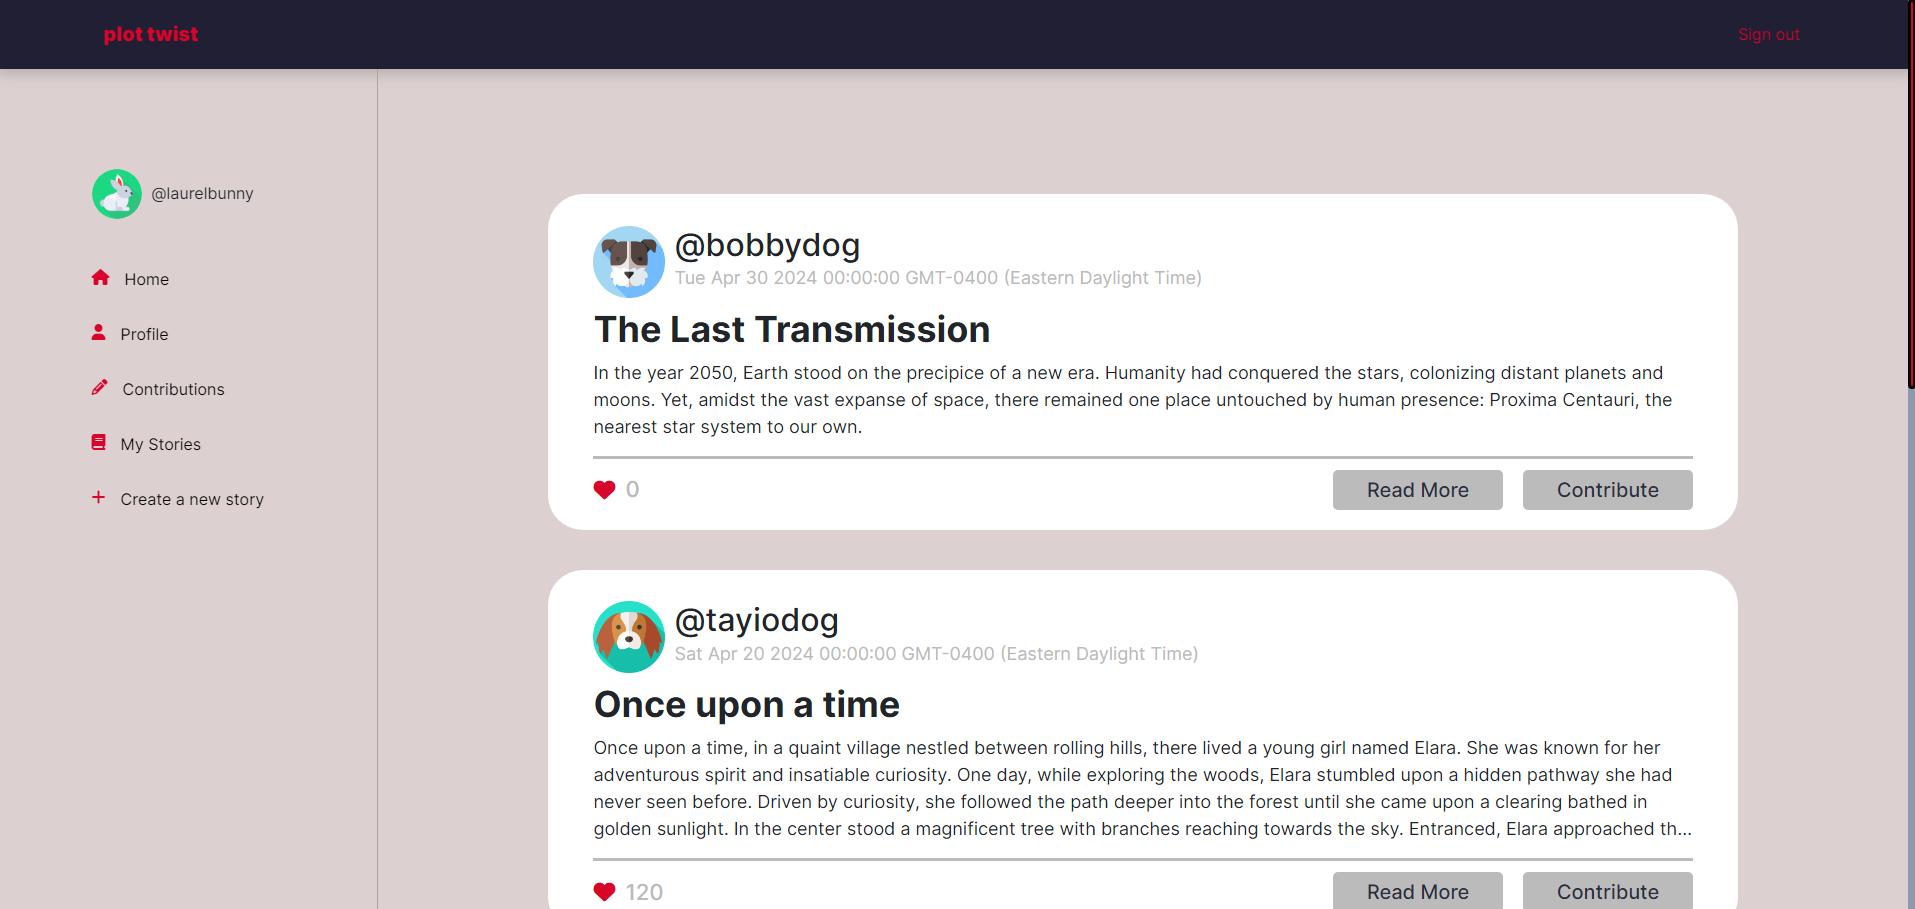 plot twist
Sign out
@laurelbunny
Home
Profile
Contributions
My Stories
Create a new story
@bobbydog
Tue Apr 30 2024 00:00:00 GMT-0400 (Eastern Daylight Time)
The Last Transmission
In the year 2050, Earth stood on the precipice of a new era. Humanity had conquered the stars, colonizing distant planets and
moons. Yet, amidst the vast expanse of space, there remained one place untouched by human presence: Proxima Centauri, the
nearest star system to our own.
0
Read More
Contribute
@tayiodog
Sat Apr 20 2024 00:00:00 GMT-0400 (Eastern Daylight Time)
Once upon a time
Once upon a time, in a quaint village nestled between rolling hills, there lived a young girl named Elara. She was known for her
adventurous spirit and insatiable curiosity. One day, while exploring the woods, Elara stumbled upon a hidden pathway she had
never seen before. Driven by curiosity, she followed the path deeper into the forest until she came upon a clearing bathed in
golden sunlight. In the center stood a magnificent tree with branches reaching towards the sky. Entranced, Elara approached th...
120
Read More
Contribute